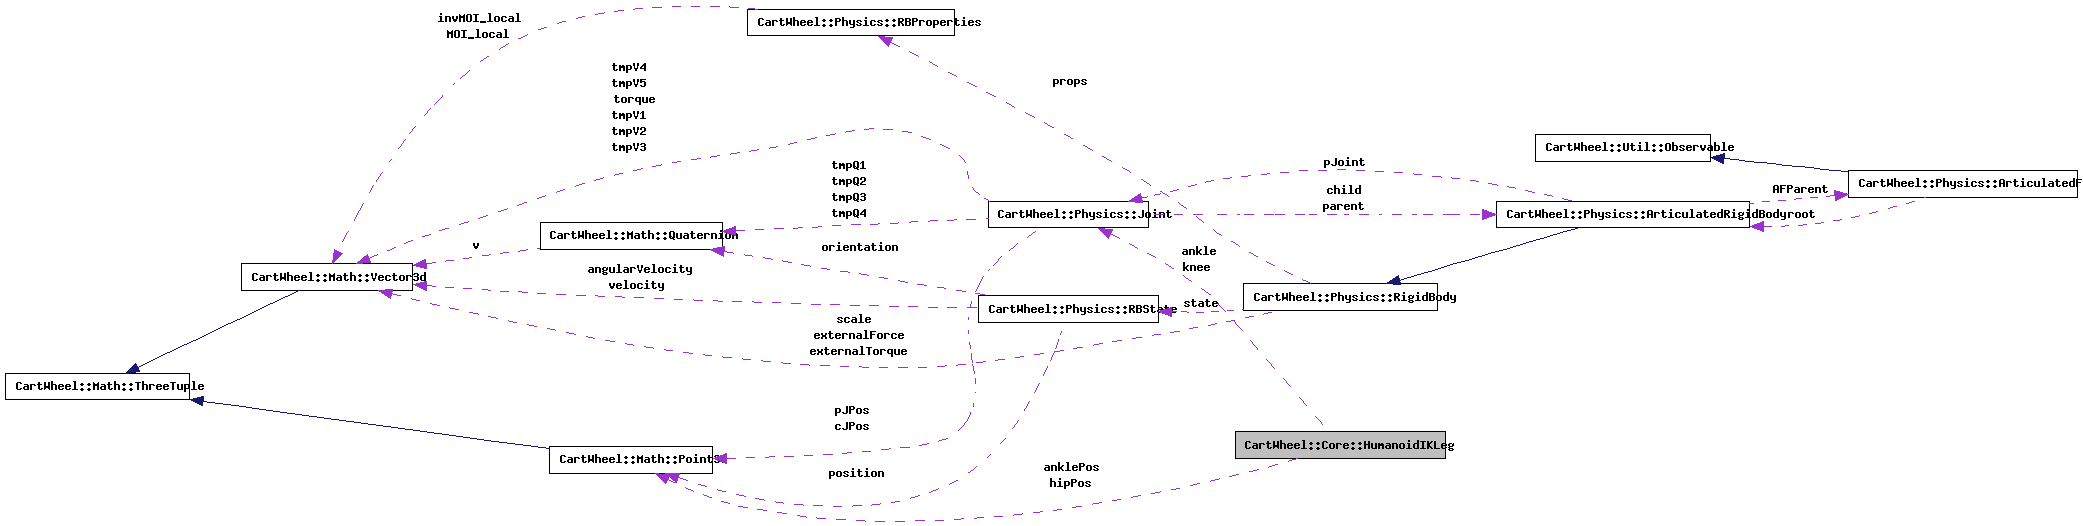 invMOI_local
MOI_local
CartWheel::Physics::RBProperties
tmpV4
tmpV5
torque
tmpV1
tmpV2
tmpV3
props
CartWheel::Util::Observable
tmpQ1
tmpQ2
tmpQ3
tmpQ4
pJoint
child
parent
AFParent
CartWheel::Physics::ArticulatedF
CartWheel::Physics::Joint
CartWheel::Physics::ArticulatedRigidBodyroot
CartWheel::Math::Quaternion
v
orientation
ankle
knee
CartWheel::Math::Vector3d
angularVelocity
velocity
CartWheel::Physics::RBState
state
CartWheel::Physics::RigidBody
scale
externalForce
externalTorque
CartWheel::Math::ThreeTuple
pJPos
cJPos
CartWheel::Core::HumanoidIKLeg
CartWheel::Math::Point3
position
anklePos
hipPos